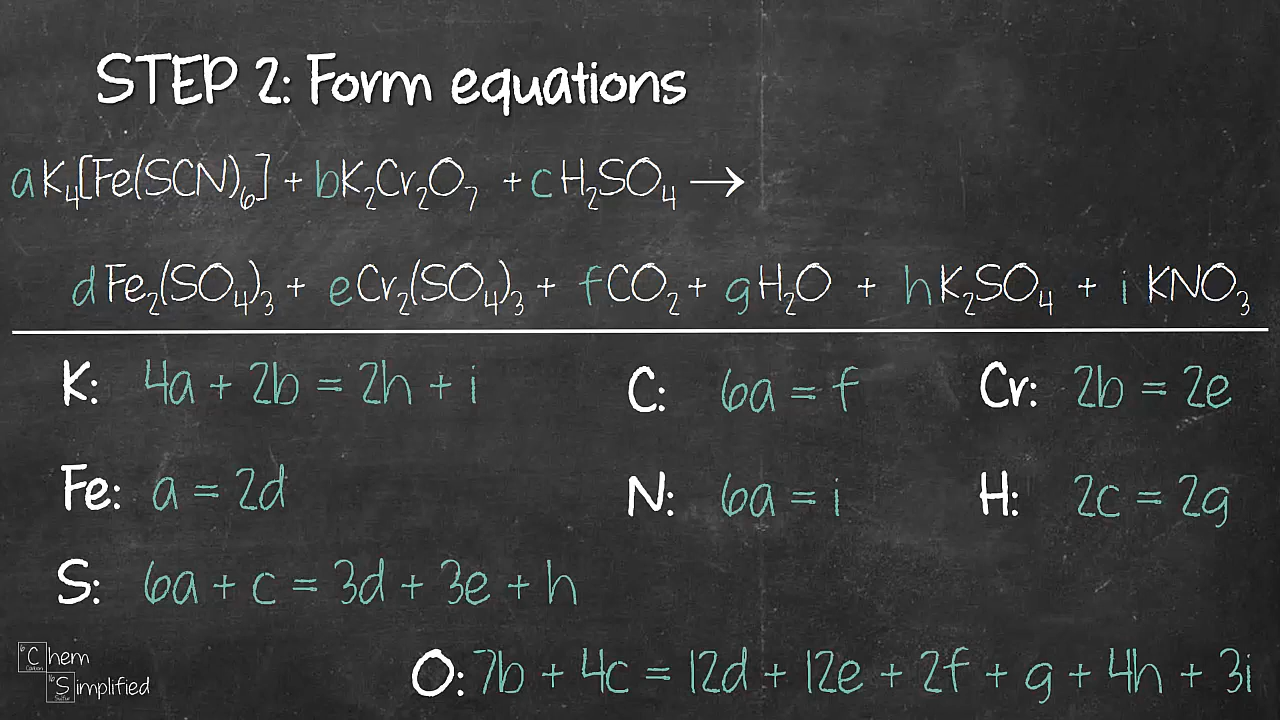 STEP 2: Form equations
aK₄[Fe(SCN)₆] + bK₂Cr₂O₇ + cH₂SO₄ →
dFe₂(SO₄)₃ + eCr₂(SO₄)₃ + fCO₂ + gH₂O + hK₂SO₄ + iKNO₃
K: 4a + 2b = 2h + i
C: 6a = f
Cr: 2b = 2e
Fe: a = 2d
N: 6a = i
H: 2c = 2g
S: 6a + c = 3d + 3e + h
O: 7b + 4c = 12d + 12e + 2f + g + 4h + 3i
Chem
Simplified